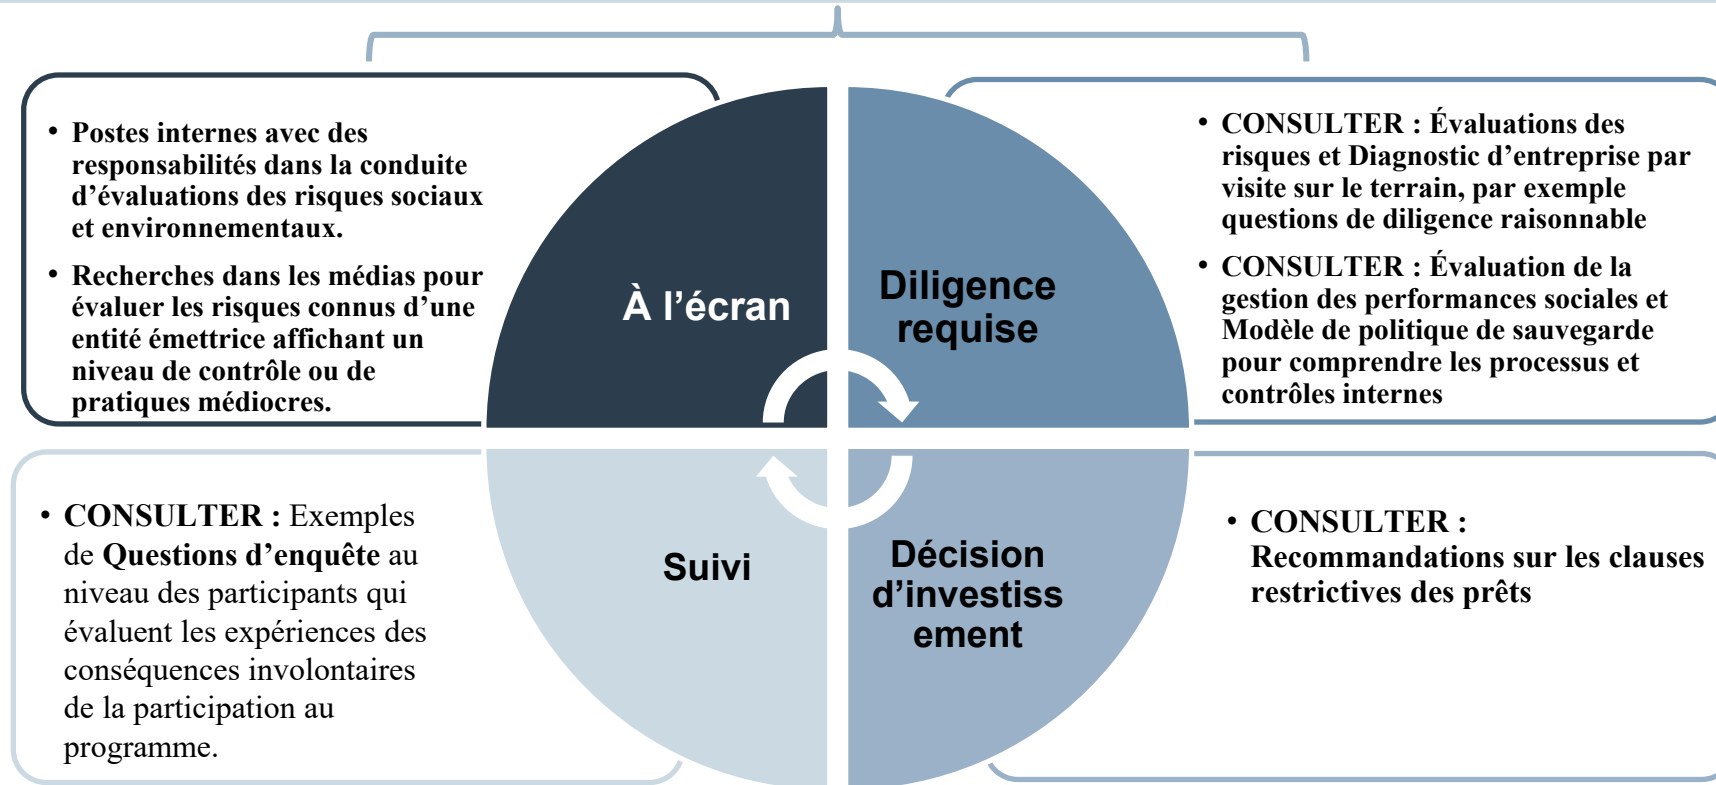 • Postes internes avec des
responsabilités dans la conduite
d’évaluations des risques sociaux
et environnementaux.
• Recherches dans les médias pour
évaluer les risques connus d’une
entité émettrice affichant un
niveau de contrôle ou de
pratiques médiocres.
À l’écran
Diligence
requise
• CONSULTER : Évaluations des
risques et Diagnostic d’entreprise par
visite sur le terrain, par exemple
questions de diligence raisonnable
• CONSULTER : Évaluation de la
gestion des performances sociales et
Modèle de politique de sauvegarde
pour comprendre les processus et
contrôles internes
• CONSULTER : Exemples
de Questions d’enquête au
niveau des participants qui
évaluent les expériences des
conséquences involontaires
de la participation au
programme.
Suivi
Décision
d’investiss
ement
• CONSULTER :
Recommandations sur les clauses
restrictives des prêts